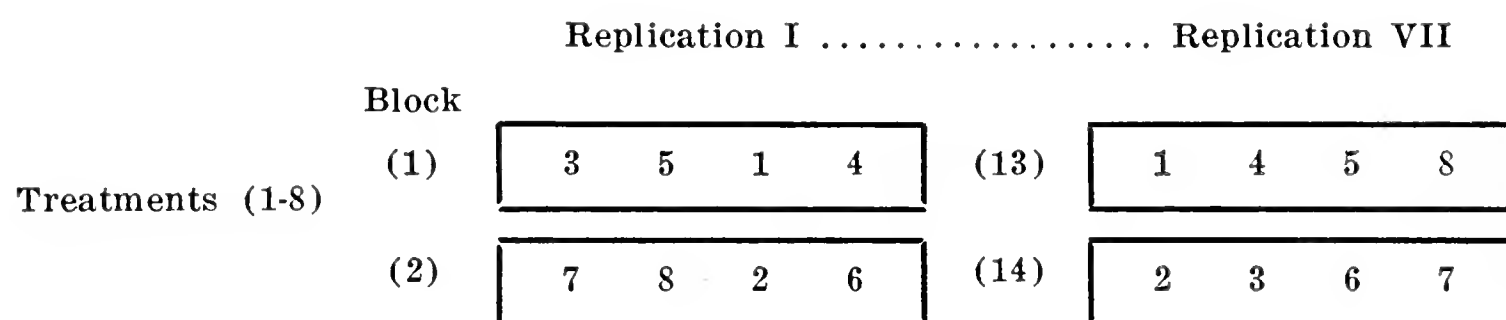 Replication I ................... Replication VII
Block
(1) 3 5 1 4 (13) 1 4 5 8
Treatments (1-8)
(2) 7 8 2 6 (14) 2 3 6 7